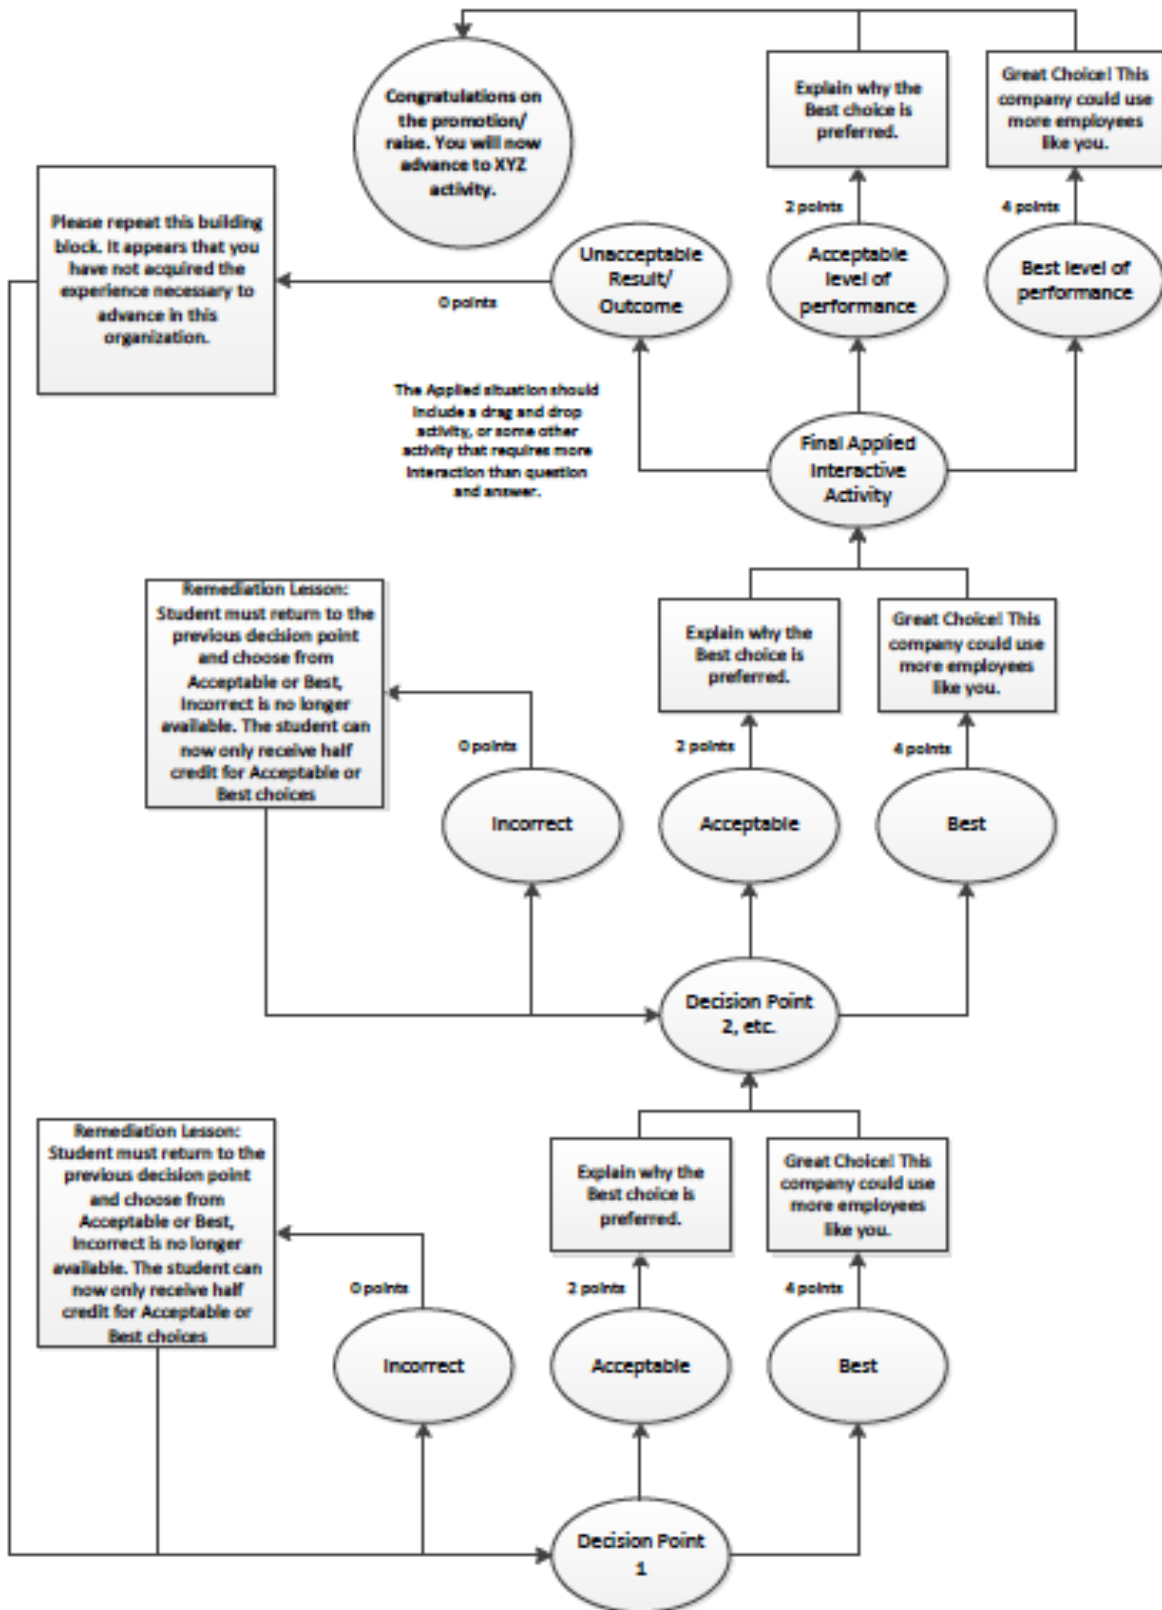 Congratulations on
the promotion/
raise. You will now
advance to XYZ
activity.
Explain why the
Best choice is
preferred.
Great Choice! This
company could use
more employees
like you.
Please repeat this building
block. It appears that you
have not acquired the
experience necessary to
advance in this
organization.
2 points
4 points
Unacceptable
Result/
Outcome
Acceptable
level of
performance
Best level of
performance
0 points
The Applied situation should
include a drag and drop
activity, or some other
activity that requires more
interaction than question
and answer.
Final Applied
Interactive
Activity
Remediation Lesson:
Student must return to the
previous decision point
and choose from
Acceptable or Best,
Incorrect is no longer
available. The student can
now only receive half
credit for Acceptable or
Best choices
Explain why the
Best choice is
preferred.
Great Choice! This
company could use
more employees
like you.
0 points
2 points
4 points
Incorrect
Acceptable
Best
Decision Point
2, etc.
Remediation Lesson:
Student must return to the
previous decision point
and choose from
Acceptable or Best,
Incorrect is no longer
available. The student can
now only receive half
credit for Acceptable or
Best choices
Explain why the
Best choice is
preferred.
Great Choice! This
company could use
more employees
like you.
0 points
2 points
4 points
Incorrect
Acceptable
Best
Decision Point
1